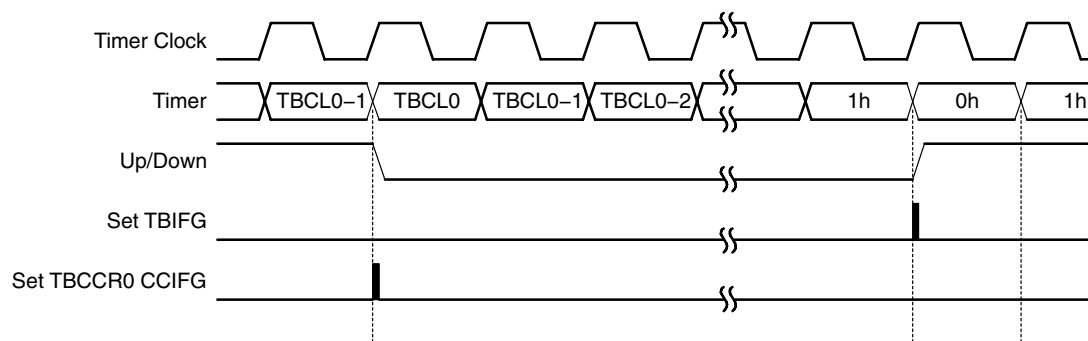 Timer Clock
Timer TBCL0−1 TBCL0 TBCL0−1 TBCL0−2 1h 0h 1h
Up/Down
Set TBIFG
Set TBCCR0 CCIFG